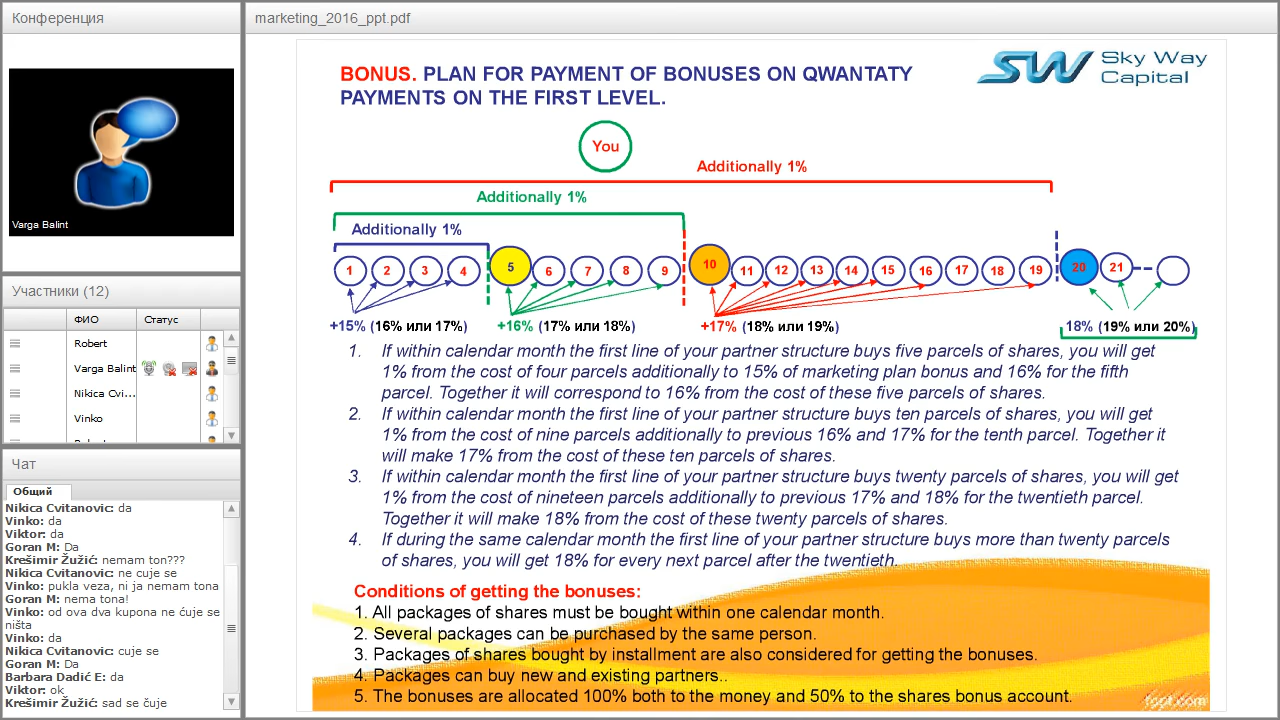 Конференция
Varga Balint
Участники (12)
ФИО Статус
Robert
Varga Balint
Nikica Cvi...
Vinko
Чат
Общий
Nikica Cvitanovic: da
Vinko: da
Viktor: da
Goran M: Da
Krešimir Žužić: nemam ton???
Nikica Cvitanovic: ne cuje se
Vinko: pukla veza, ni ja nemam tona
Goran M: nema tona!
Vinko: od ova dva kupona ne ćuje se
ništa
Vinko: da
Nikica Cvitanovic: cuje se
Goran M: Da
Barbara Dadić E: da
Viktor: ok
Krešimir Žužić: sad se čuje
marketing_2016_ppt.pdf
BONUS. PLAN FOR PAYMENT OF BONUSES ON QWANTATY
PAYMENTS ON THE FIRST LEVEL.
SW Sky Way
Capital
You
Additionally 1%
Additionally 1%
Additionally 1%
1 2 3 4 5 6 7 8 9 10 11 12 13 14 15 16 17 18 19 20 21
+15% (16% или 17%) +16% (17% или 18%) +17% (18% или 19%) 18% (19% или 20%)
1. If within calendar month the first line of your partner structure buys five parcels of shares, you will get
1% from the cost of four parcels additionally to 15% of marketing plan bonus and 16% for the fifth
parcel. Together it will correspond to 16% from the cost of these five parcels of shares.
2. If within calendar month the first line of your partner structure buys ten parcels of shares, you will get
1% from the cost of nine parcels additionally to previous 16% and 17% for the tenth parcel. Together it
will make 17% from the cost of these ten parcels of shares.
3. If within calendar month the first line of your partner structure buys twenty parcels of shares, you will get
1% from the cost of nineteen parcels additionally to previous 17% and 18% for the twentieth parcel.
Together it will make 18% from the cost of these twenty parcels of shares.
4. If during the same calendar month the first line of your partner structure buys more than twenty parcels
of shares, you will get 18% for every next parcel after the twentieth.
Conditions of getting the bonuses:
1. All packages of shares must be bought within one calendar month.
2. Several packages can be purchased by the same person.
3. Packages of shares bought by installment are also considered for getting the bonuses.
4. Packages can buy new and existing partners..
5. The bonuses are allocated 100% both to the money and 50% to the shares bonus account.